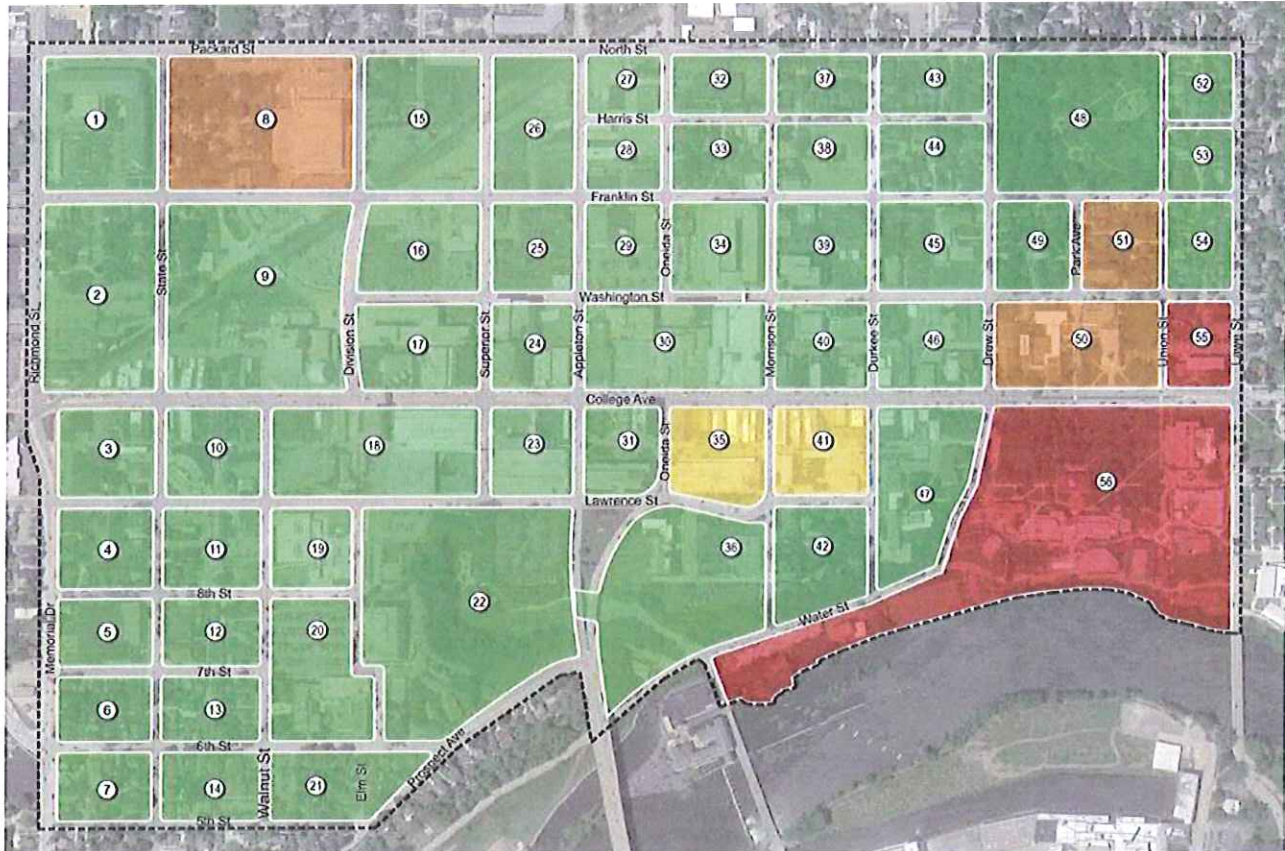 Packard St
North St
1
8
15
26
27
32
37
43
48
52
Harris St
28
33
38
44
53
Franklin St
2
State St
9
16
25
29
Oneida St
34
39
45
49
Park Ave
51
54
Washington St
Richmond St
Division St
17
Superior St
24
Appleton St
30
Morrison St
40
Durkee St
46
Drew St
50
Union St
55
Lawe St
College Ave
3
10
18
23
31
Oneida St
35
41
47
56
Lawrence St
4
11
19
22
36
42
8th St
Memorial Dr
5
12
20
Water St
7th St
6
13
6th St
7
14
Walnut St
21
Elm St
Prospect Ave
5th St